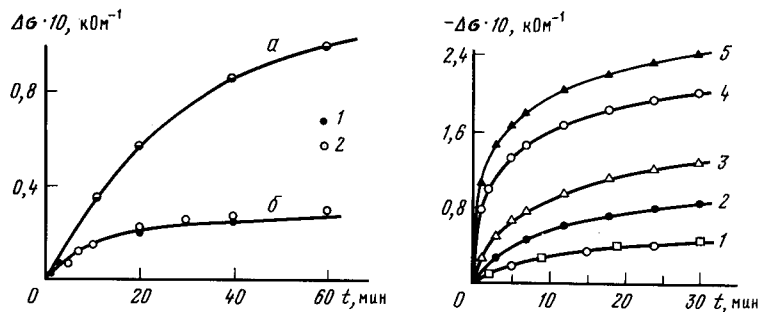 Δσ·10, кОм⁻¹
а
0,8
1
2
0,4
б
0 20 40 60 t, мин
-Δσ·10, кОм⁻¹
2,4
5
4
1,6
3
0,8
2
1
0 10 20 30 t, мин